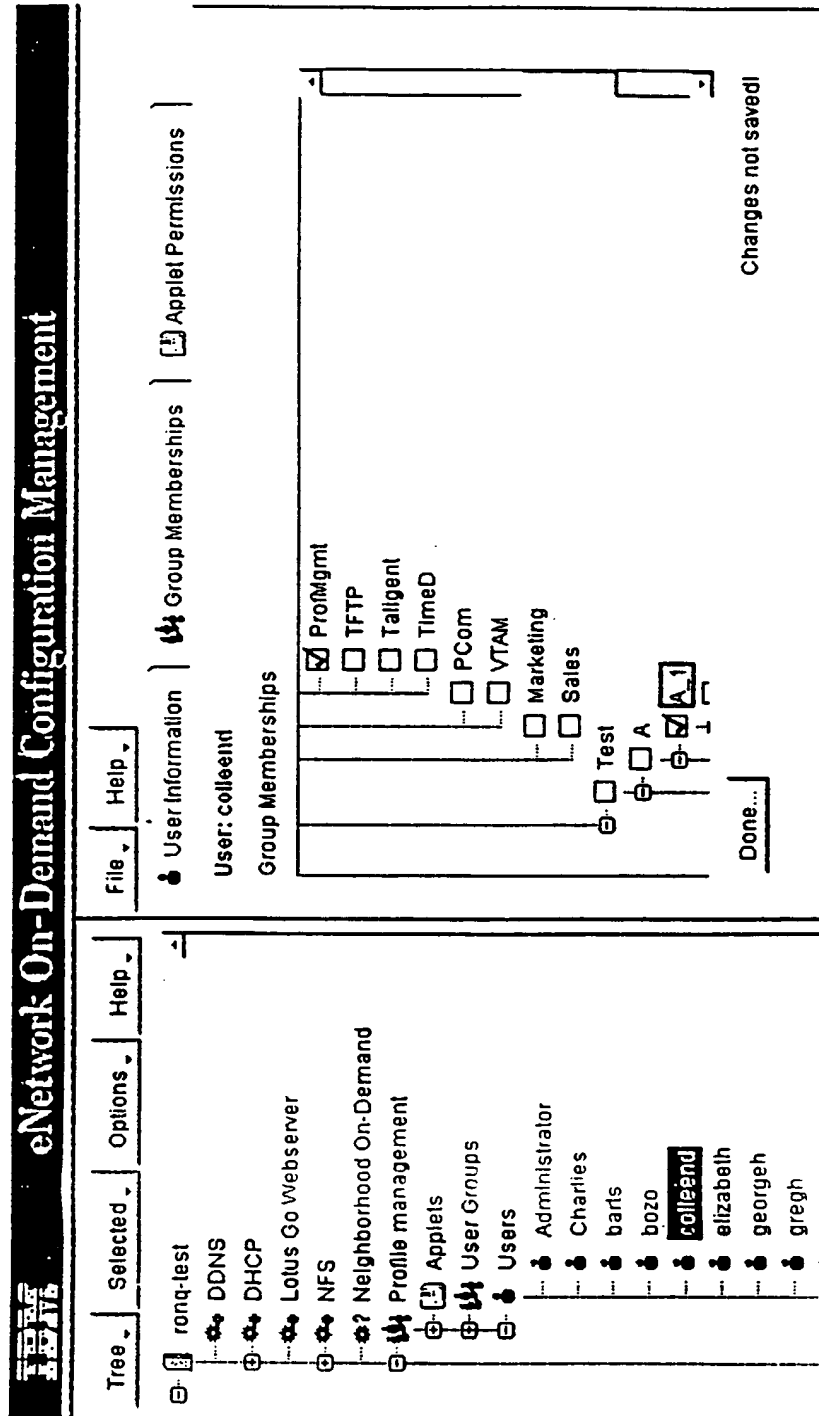 IBM
eNetwork On-Demand Configuration Management
Tree
Selected
Options
Help
ronq-test
DDNS
DHCP
Lotus Go Webserver
NFS
? Neighborhood On-Demand
Profile management
Applets
User Groups
Users
Administrator
Charlies
barts
bozo
colleend
elizabeth
georgeh
gregh
File
Help
User Information
Group Memberships
Applet Permissions
User: colleend
Group Memberships
ProfMgmt
TFTP
Taligent
TimeD
PCom
VTAM
Marketing
Sales
Test
A
A_1
Done...
Changes not saved!